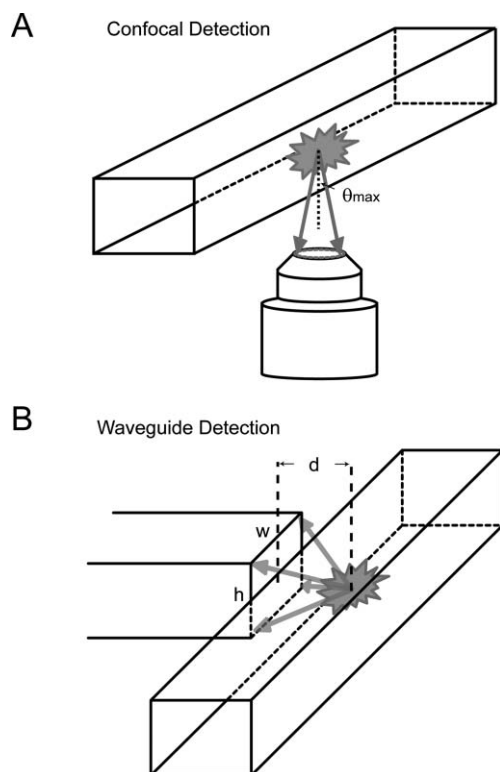 A
Confocal Detection
θmax
B
Waveguide Detection
d
w
h